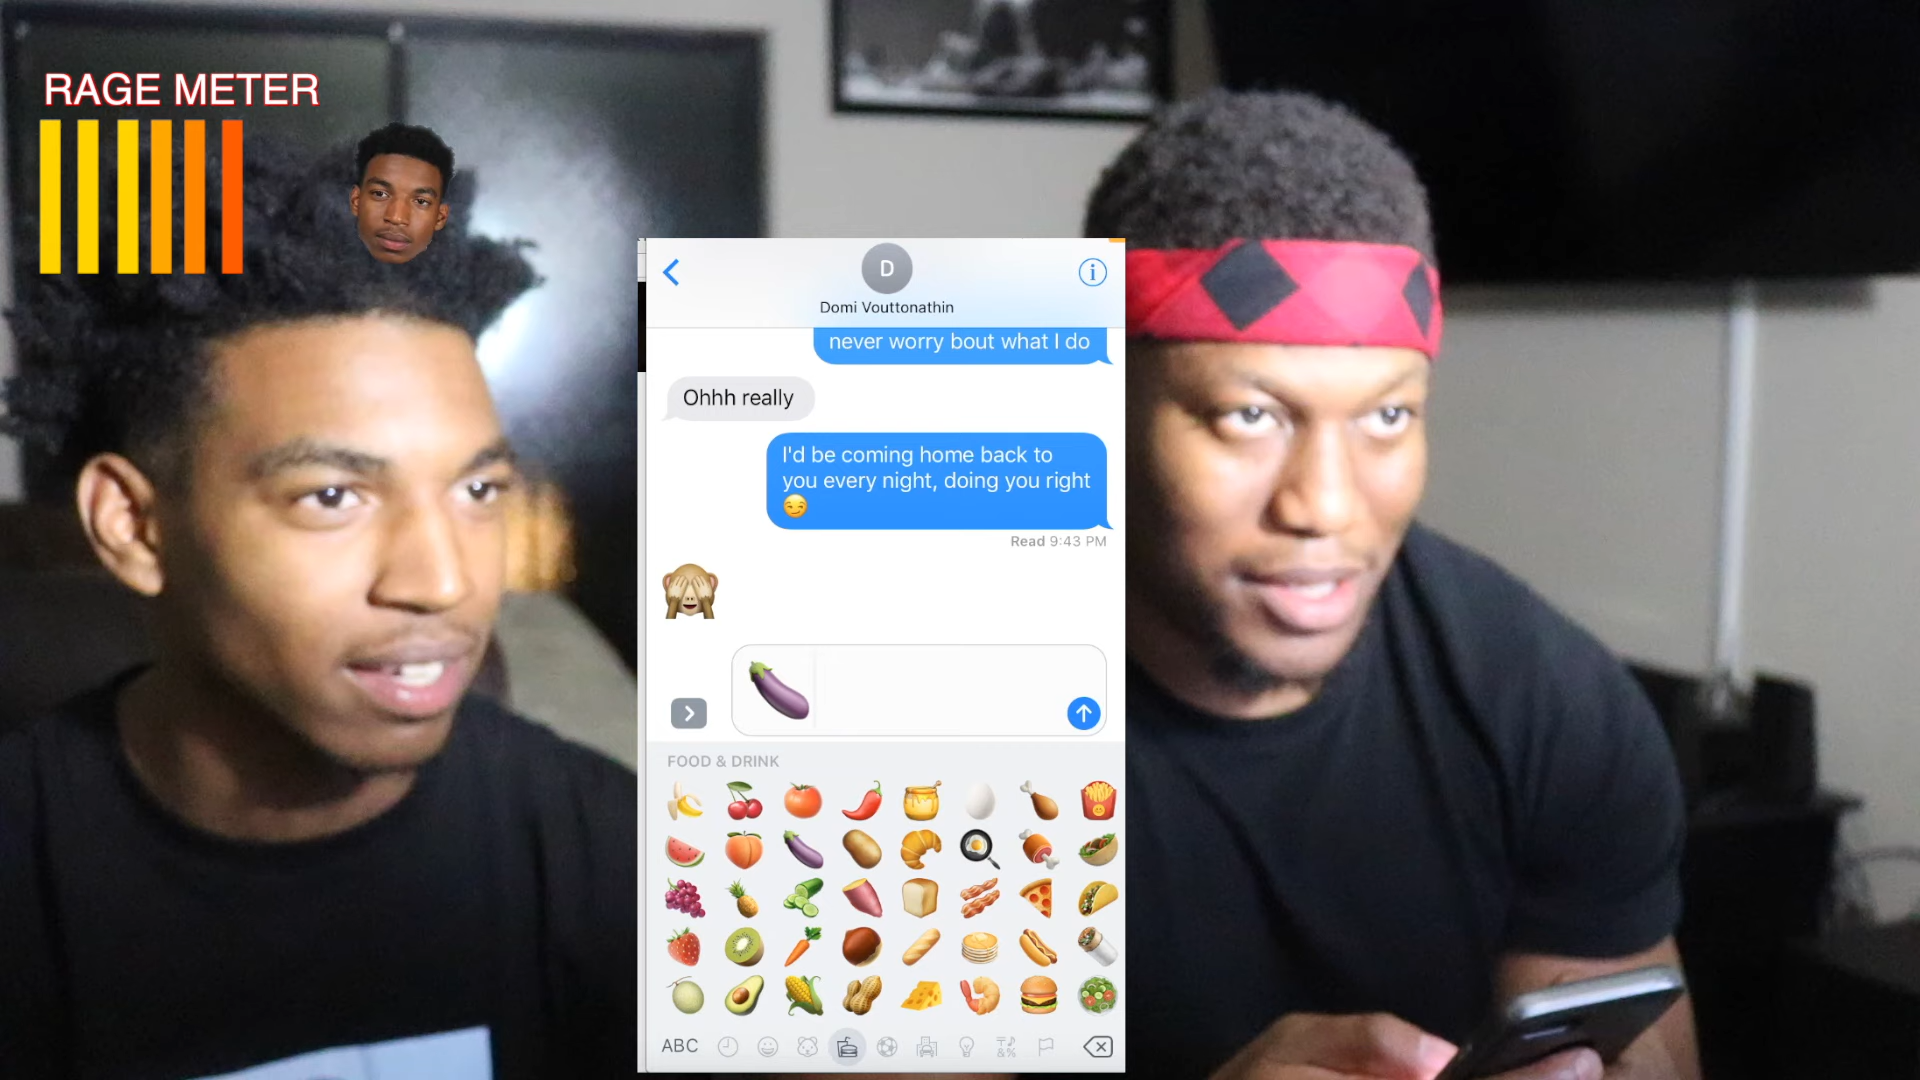 RAGE METER
D
Domi Vouttonathin
never worry bout what I do
Ohhh really
I'd be coming home back to
you every night, doing you right
😏
Read 9:43 PM
FOOD & DRINK
ABC